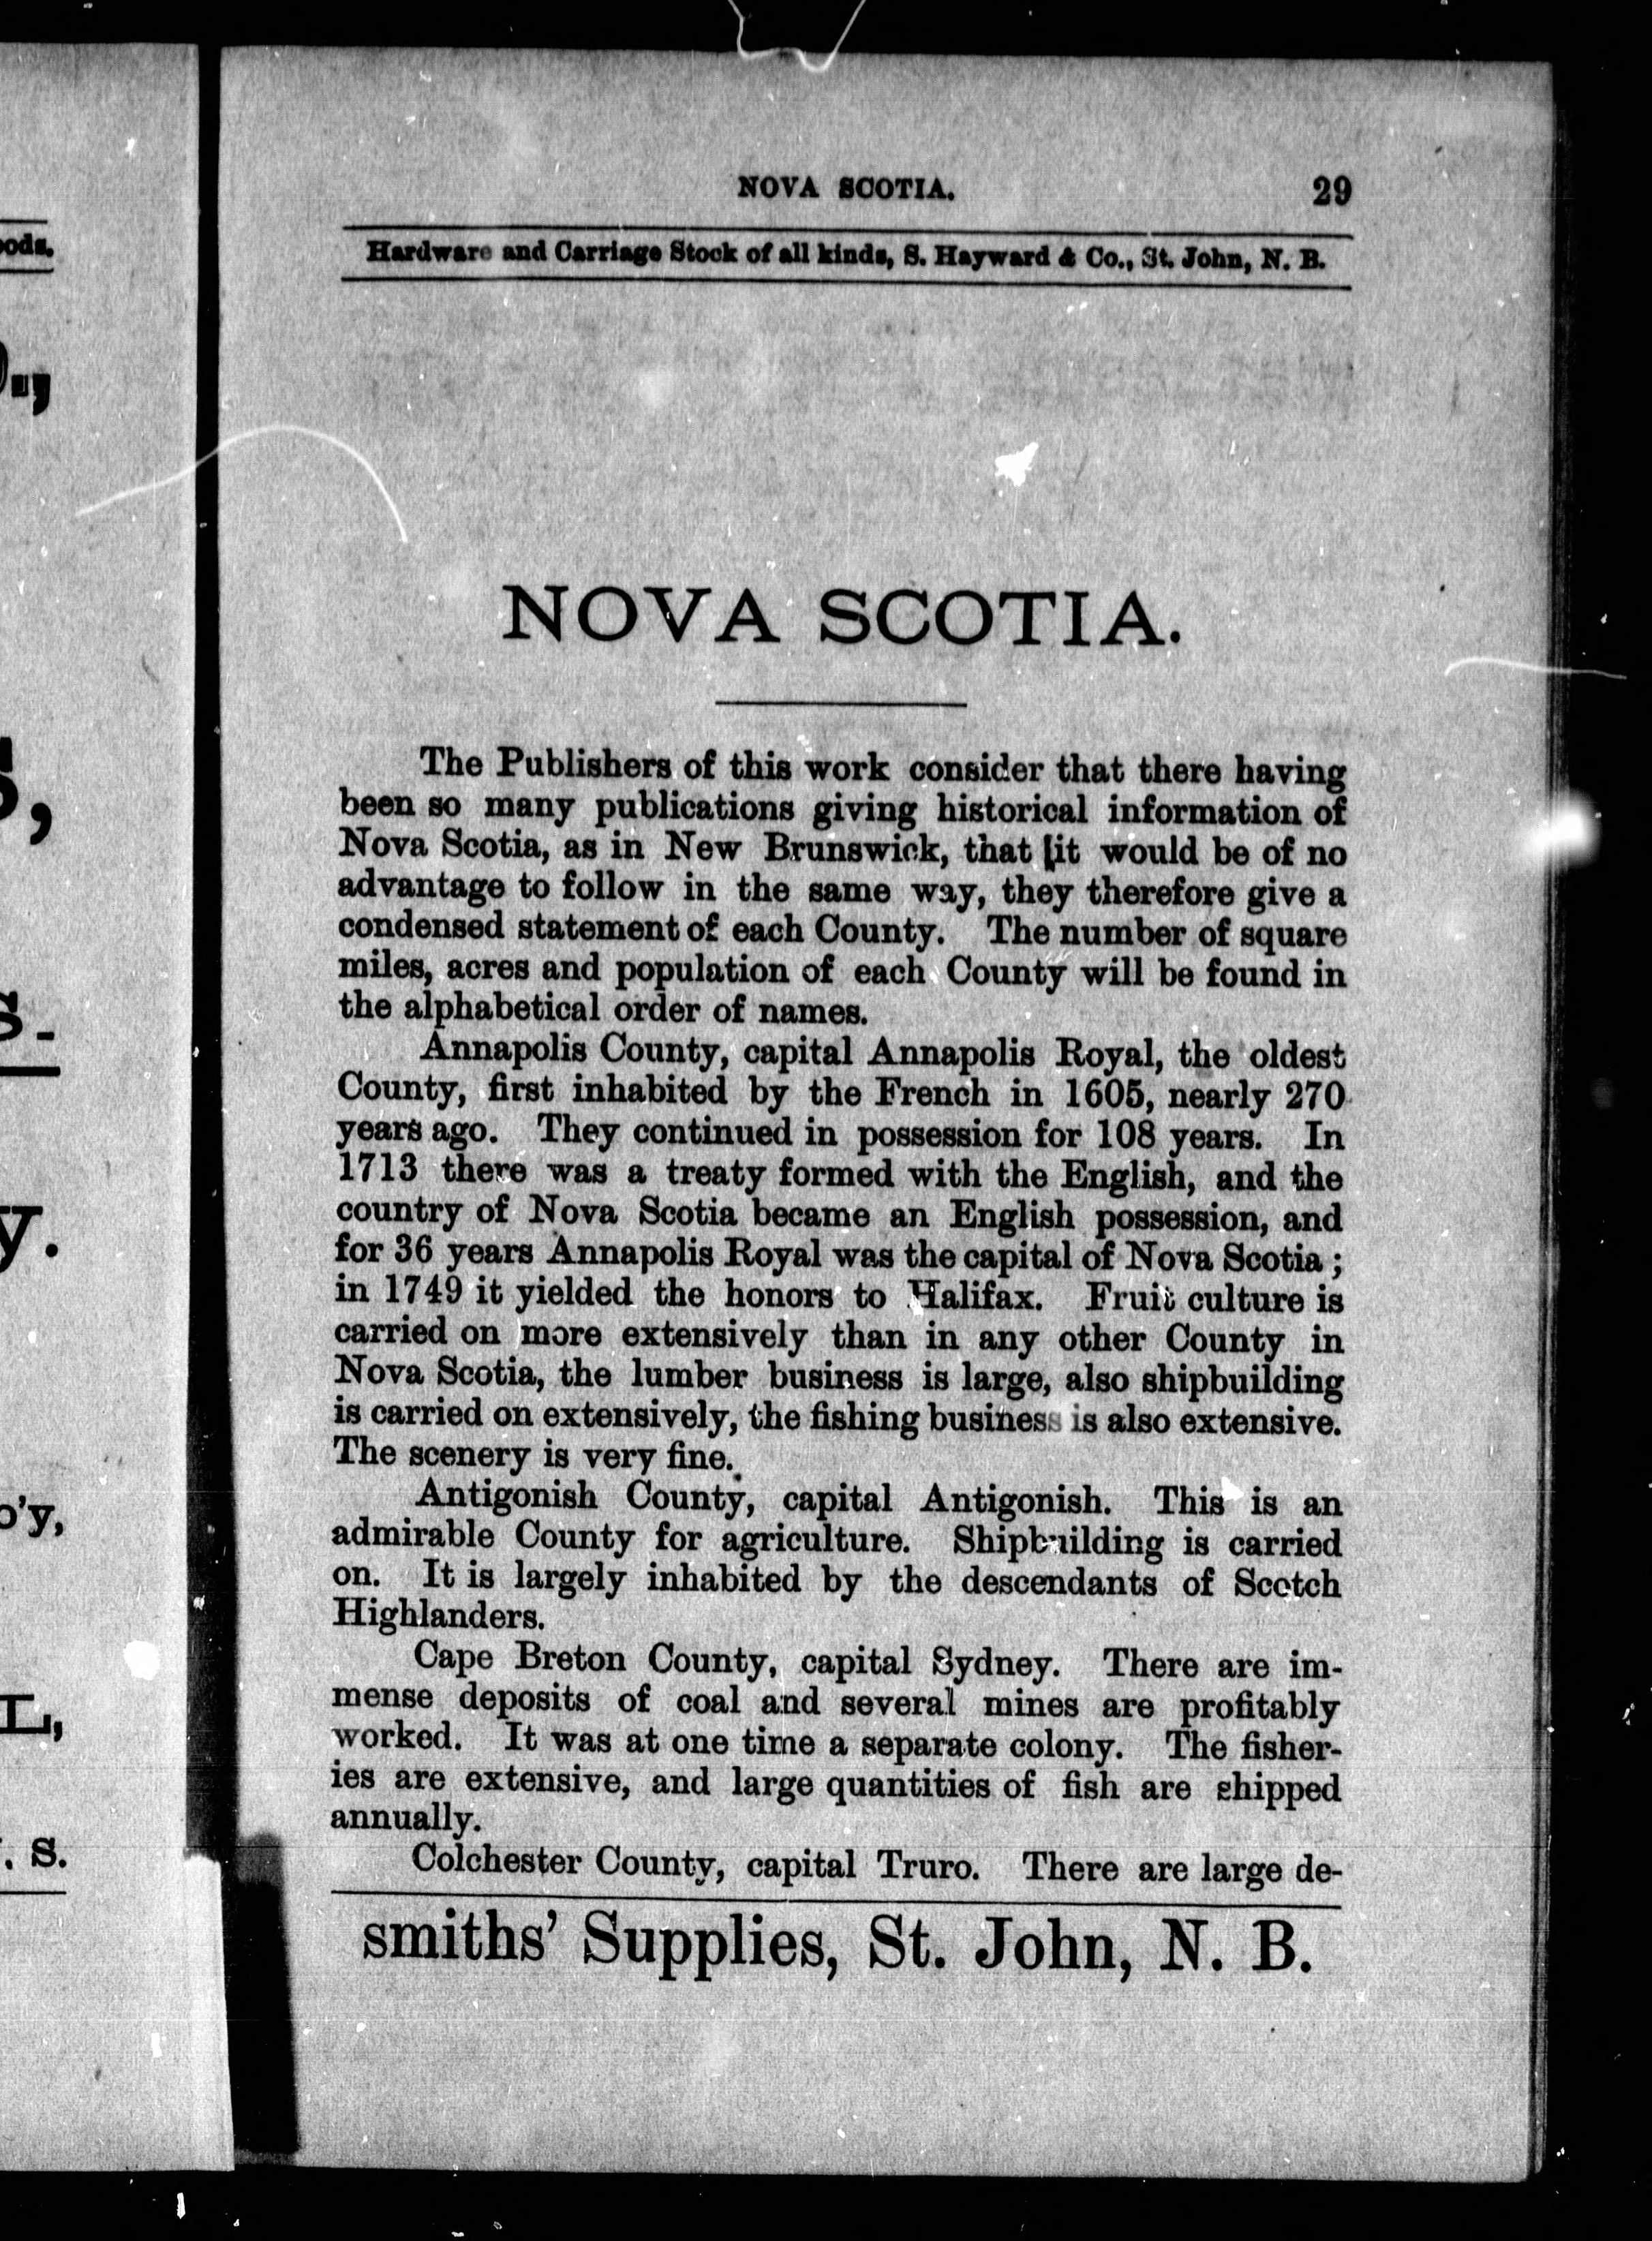 NOVA SCOTIA. 29
Hardware and Carriage Stock of all kinds, S. Hayward & Co., St. John, N. B.
NOVA SCOTIA.
The Publishers of this work consider that there having
been so many publications giving historical information of
Nova Scotia, as in New Brunswick, that [it would be of no
advantage to follow in the same way, they therefore give a
condensed statement of each County. The number of square
miles, acres and population of each County will be found in
the alphabetical order of names.
Annapolis County, capital Annapolis Royal, the oldest
County, first inhabited by the French in 1605, nearly 270
years ago. They continued in possession for 108 years. In
1713 there was a treaty formed with the English, and the
country of Nova Scotia became an English possession, and
for 36 years Annapolis Royal was the capital of Nova Scotia ;
in 1749 it yielded the honors to Halifax. Fruit culture is
carried on more extensively than in any other County in
Nova Scotia, the lumber business is large, also shipbuilding
is carried on extensively, the fishing business is also extensive.
The scenery is very fine.
Antigonish County, capital Antigonish. This is an
admirable County for agriculture. Shipbuilding is carried
on. It is largely inhabited by the descendants of Scotch
Highlanders.
Cape Breton County, capital Sydney. There are im-
mense deposits of coal and several mines are profitably
worked. It was at one time a separate colony. The fisher-
ies are extensive, and large quantities of fish are shipped
annually.
Colchester County, capital Truro. There are large de-
smiths' Supplies, St. John, N. B.